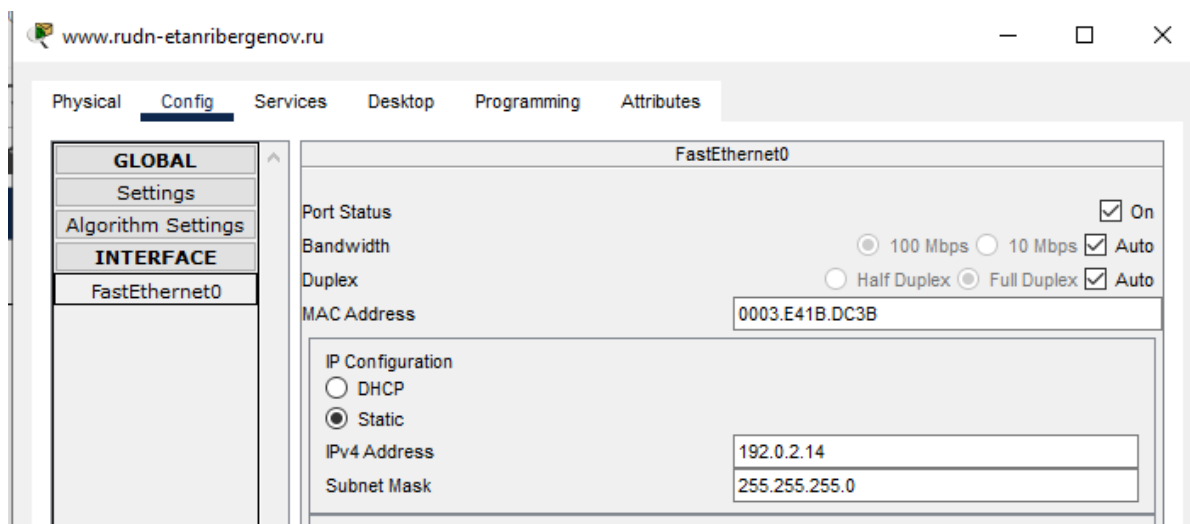 www.rudn-etanribergenov.ru
Physical Config Services Desktop Programming Attributes
GLOBAL
Settings
Algorithm Settings
INTERFACE
FastEthernet0
FastEthernet0
Port Status On
Bandwidth 100 Mbps 10 Mbps Auto
Duplex Half Duplex Full Duplex Auto
MAC Address 0003.E41B.DC3B
IP Configuration
DHCP
Static
IPv4 Address 192.0.2.14
Subnet Mask 255.255.255.0